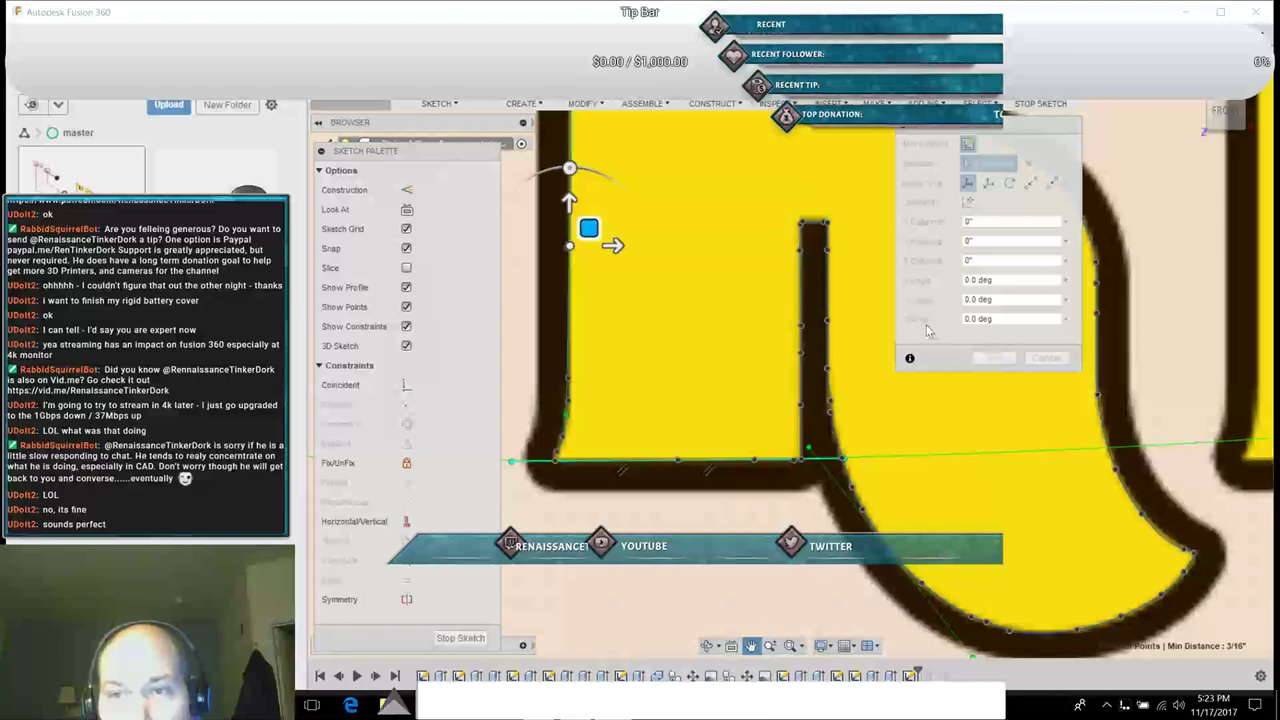 Autodesk Fusion 360
Tip Bar
RECENT
RECENT FOLLOWER:
$0.00 / $1,000.00
0%
RECENT TIP:
TOP DONATION:
Upload
New Folder
SKETCH
CREATE
MODIFY
ASSEMBLE
CONSTRUCT
STOP SKETCH
FRONT
Z
master
BROWSER
SKETCH PALETTE
Options
Construction
Look At
Sketch Grid
Snap
Slice
Show Profile
Show Points
Show Constraints
3D Sketch
Constraints
Coincident
Fix/UnFix
Horizontal/Vertical
Symmetry
Stop Sketch
0"
0"
0"
0.0 deg
0.0 deg
0.0 deg
Cancel
UDoIt2: ok
RabbidSquirrelBot: Are you felleing generous? Do you want to
send @RenaissanceTinkerDork a tip? One option is Paypal
paypal.me/RenTinkerDork Support is greatly appreciated, but
never required. He does have a long term donation goal to help
get more 3D Printers, and cameras for the channel
UDoIt2: ohhhhh - I couldn't figure that out the other night - thanks
UDoIt2: i want to finish my rigid battery cover
UDoIt2: ok
UDoIt2: I can tell - I'd say you are expert now
UDoIt2: yea streaming has an impact on fusion 360 especially at
4k monitor
RabbidSquirrelBot: Did you know @RennaissanceTinkerDork
is also on Vid.me? Go check it out
https://vid.me/RenaissanceTinkerDork
UDoIt2: I'm going to try to stream in 4k later - I just go upgraded
to the 1Gbps down / 37Mbps up
UDoIt2: LOL what was that doing
RabbidSquirrelBot: @RenaissanceTinkerDork is sorry if he is a
little slow responding to chat. He tends to realy concerntrate on
what he is doing, especially in CAD. Don't worry though he will get
back to you and converse......eventually
UDoIt2: LOL
UDoIt2: no, its fine
UDoIt2: sounds perfect
RENAISSANCET
YOUTUBE
TWITTER
Points | Min Distance : 3/16"
5:23 PM
11/17/2017